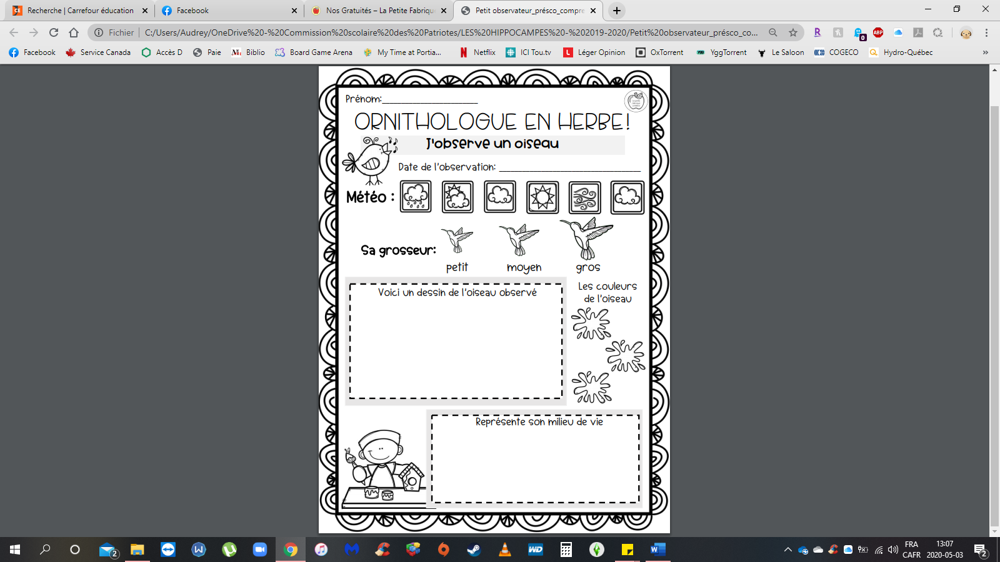 Recherche | Carrefour éducation
Facebook
Nos Gratuités – La Petite Fabriqu
Petit observateur_présco_compre
Fichier
C:/Users/Audrey/OneDrive%20-%20Commission%20scolaire%20des%20Patriotes/LES%20HIPPOCAMPES%20-%202019-2020/Petit%20observateur_présco_co...
Facebook
Service Canada
Accès D
Paie
Biblio
Board Game Arena
My Time at Portia...
Netflix
ICI Tou.tv
Léger Opinion
OxTorrent
YggTorrent
Le Saloon
COGECO
Hydro-Québec
Prénom:____________________
ORNITHOLOGUE EN HERBE!
J'observe un oiseau
Date de l'observation: ____________________________
Météo :
Sa grosseur:
petit
moyen
gros
Voici un dessin de l'oiseau observé
Les couleurs
de l'oiseau
Représente son milieu de vie
FRA
CAFR
13:07
2020-05-03